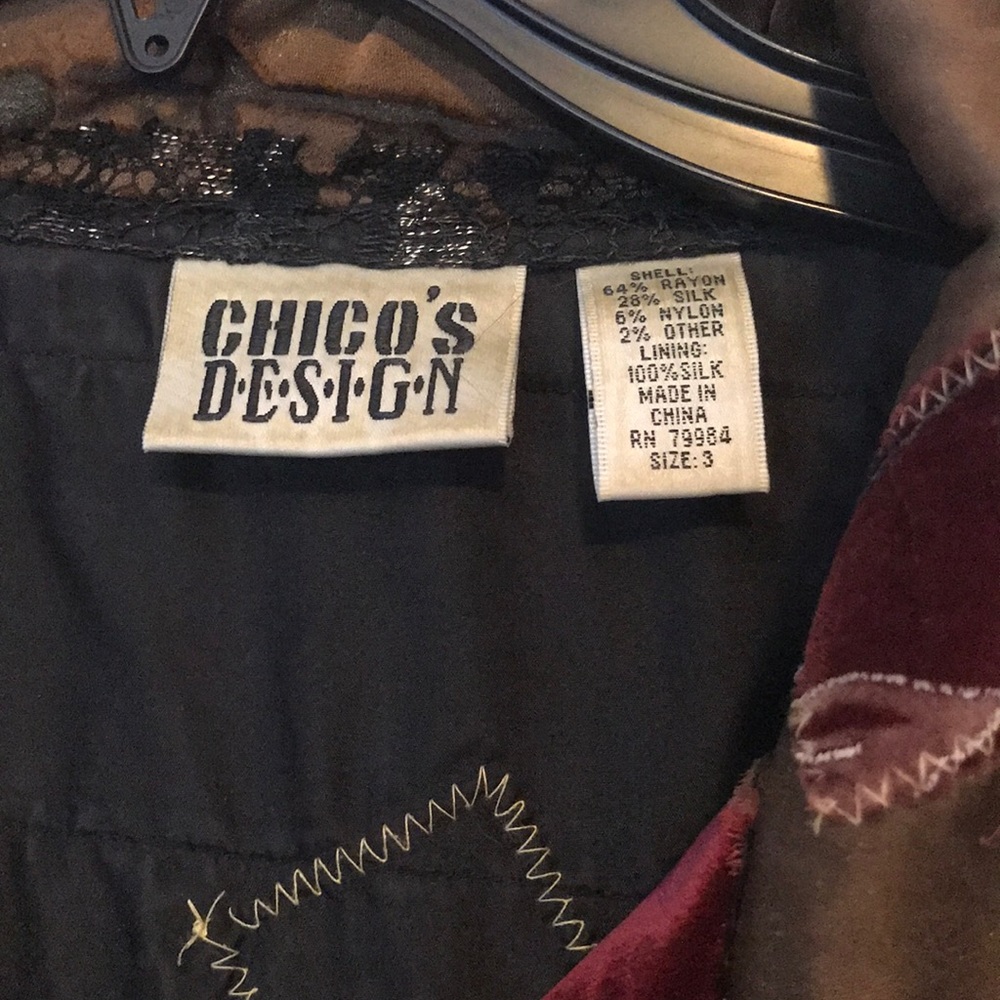 CHICO'S
D•E•S•I•G•N
SHELL:
64% RAYON
28% SILK
6% NYLON
2% OTHER
LINING:
100%SILK
MADE IN
CHINA
RN 79984
SIZE: 3